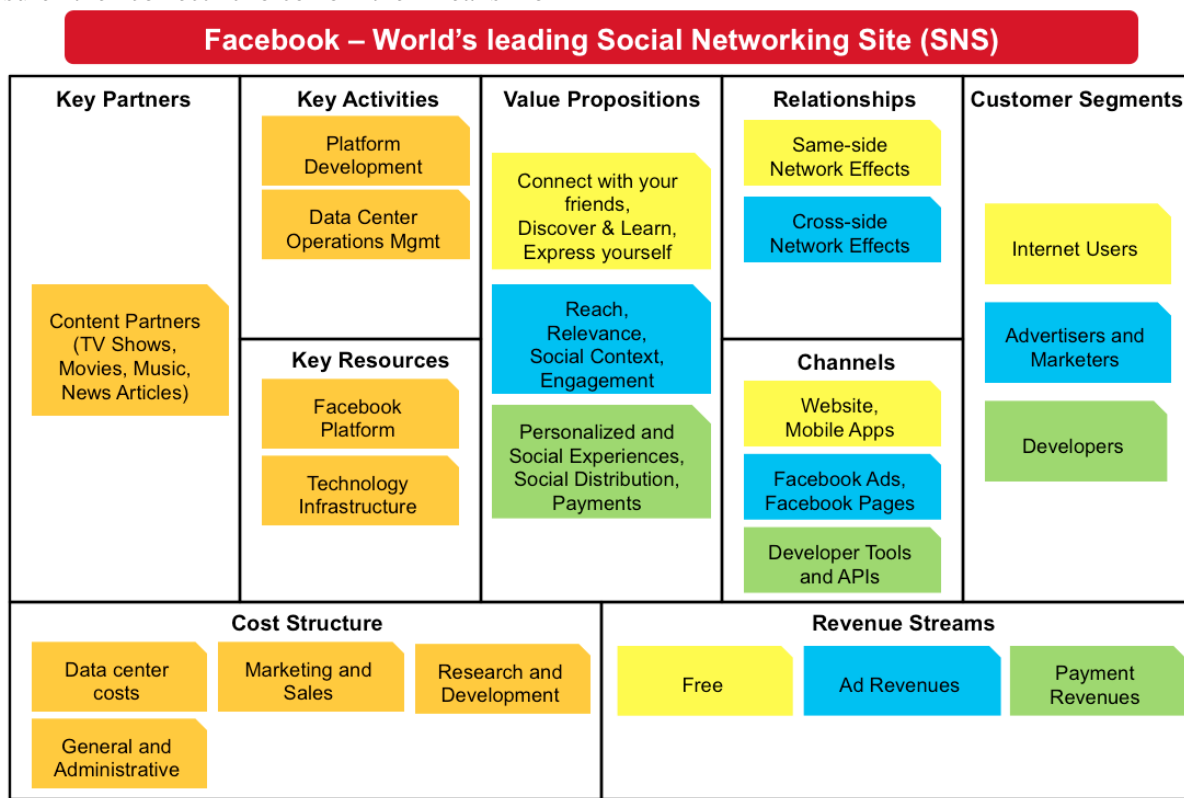 Facebook – World's leading Social Networking Site (SNS)
Key Partners
Content Partners
(TV Shows,
Movies, Music,
News Articles)
Key Activities
Platform
Development
Data Center
Operations Mgmt
Key Resources
Facebook
Platform
Technology
Infrastructure
Value Propositions
Connect with your
friends,
Discover & Learn,
Express yourself
Reach,
Relevance,
Social Context,
Engagement
Personalized and
Social Experiences,
Social Distribution,
Payments
Relationships
Same-side
Network Effects
Cross-side
Network Effects
Channels
Website,
Mobile Apps
Facebook Ads,
Facebook Pages
Developer Tools
and APIs
Customer Segments
Internet Users
Advertisers and
Marketers
Developers
Cost Structure
Data center
costs
Marketing and
Sales
Research and
Development
General and
Administrative
Revenue Streams
Free
Ad Revenues
Payment
Revenues